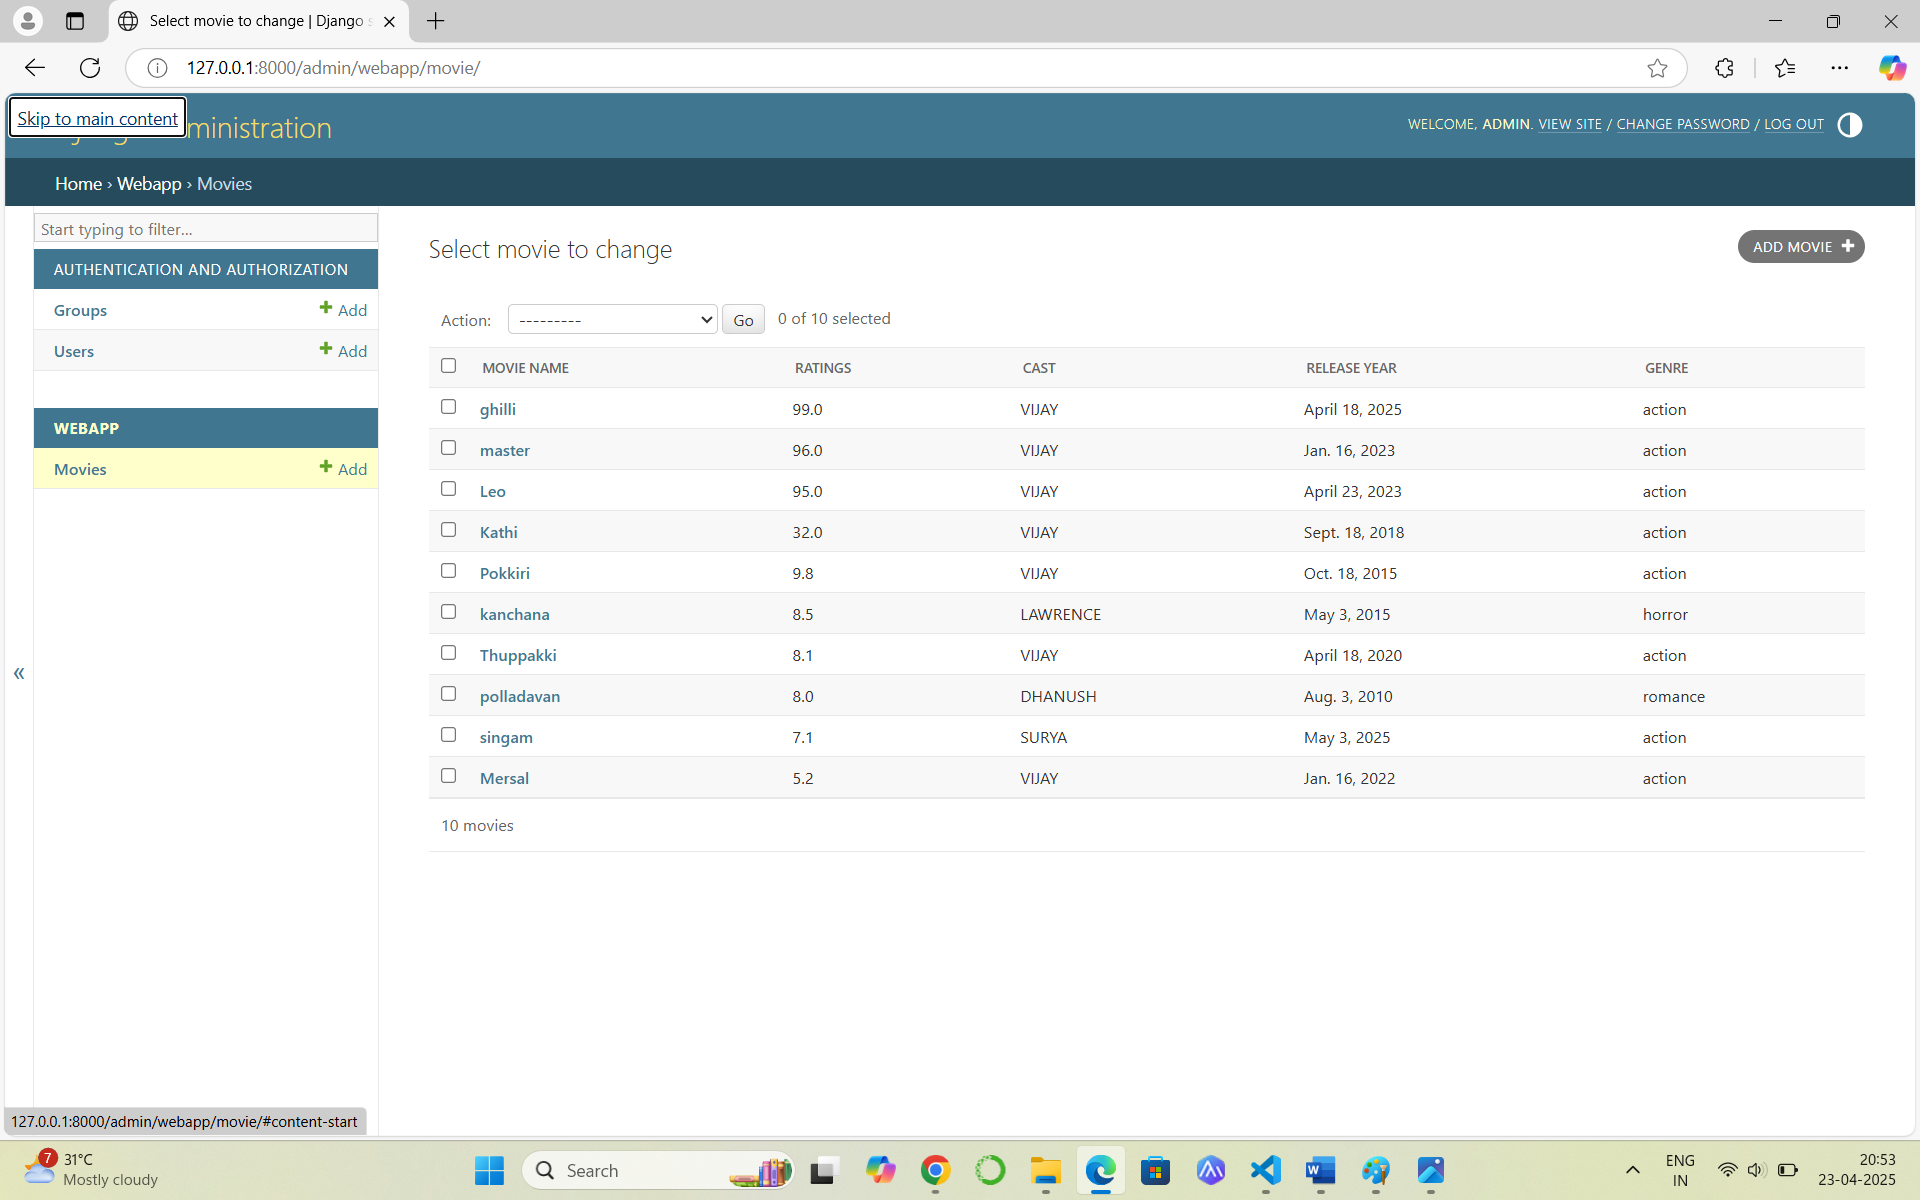 Select movie to change | Django s
127.0.0.1:8000/admin/webapp/movie/
Skip to main content
ministration
WELCOME, ADMIN. VIEW SITE / CHANGE PASSWORD / LOG OUT
Home › Webapp › Movies
Start typing to filter...
AUTHENTICATION AND AUTHORIZATION
Groups + Add
Users + Add
WEBAPP
Movies + Add
«
Select movie to change
ADD MOVIE +
Action: --------- Go 0 of 10 selected
MOVIE NAME RATINGS CAST RELEASE YEAR GENRE
ghilli 99.0 VIJAY April 18, 2025 action
master 96.0 VIJAY Jan. 16, 2023 action
Leo 95.0 VIJAY April 23, 2023 action
Kathi 32.0 VIJAY Sept. 18, 2018 action
Pokkiri 9.8 VIJAY Oct. 18, 2015 action
kanchana 8.5 LAWRENCE May 3, 2015 horror
Thuppakki 8.1 VIJAY April 18, 2020 action
polladavan 8.0 DHANUSH Aug. 3, 2010 romance
singam 7.1 SURYA May 3, 2025 action
Mersal 5.2 VIJAY Jan. 16, 2022 action
10 movies
127.0.0.1:8000/admin/webapp/movie/#content-start
7
31°C
Mostly cloudy
Search
ENG
IN
20:53
23-04-2025